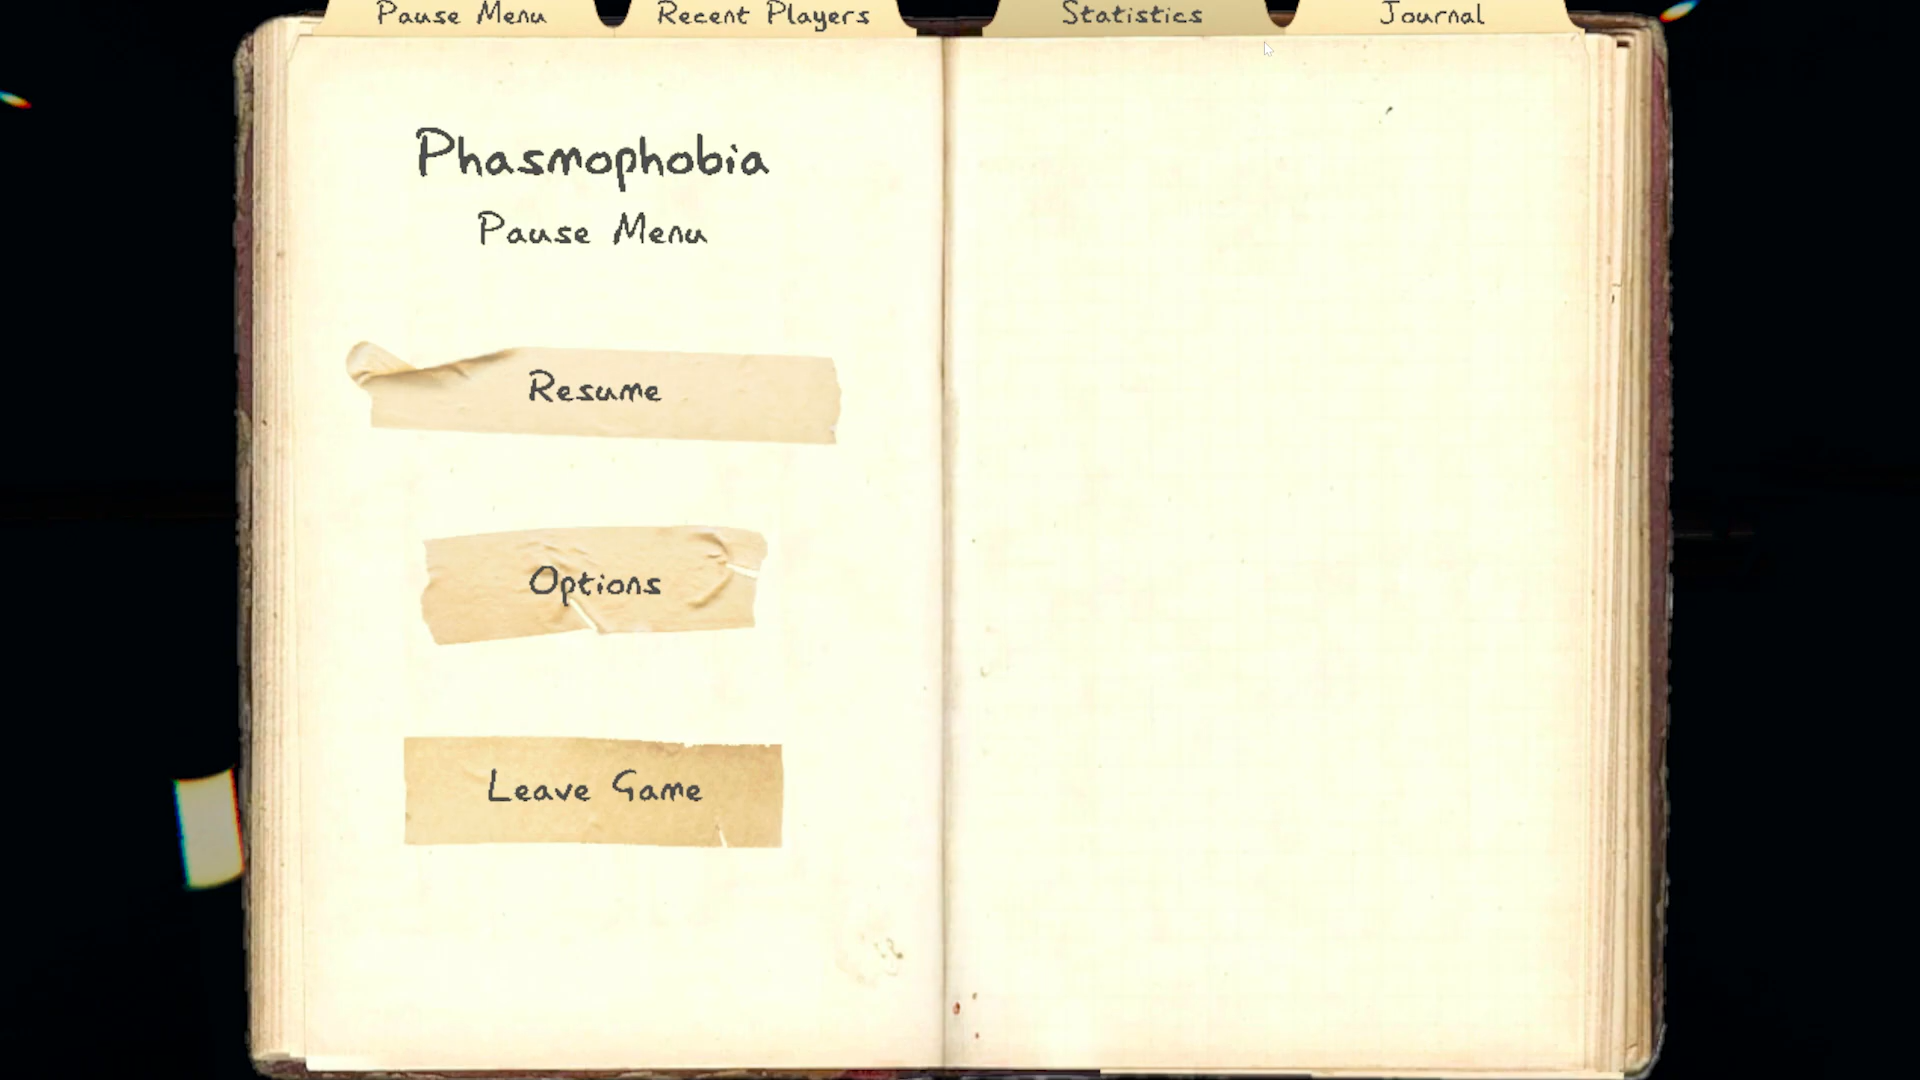 Pause Menu
Recent Players
Statistics
Journal
Phasmophobia
Pause Menu
Resume
Options
Leave Game